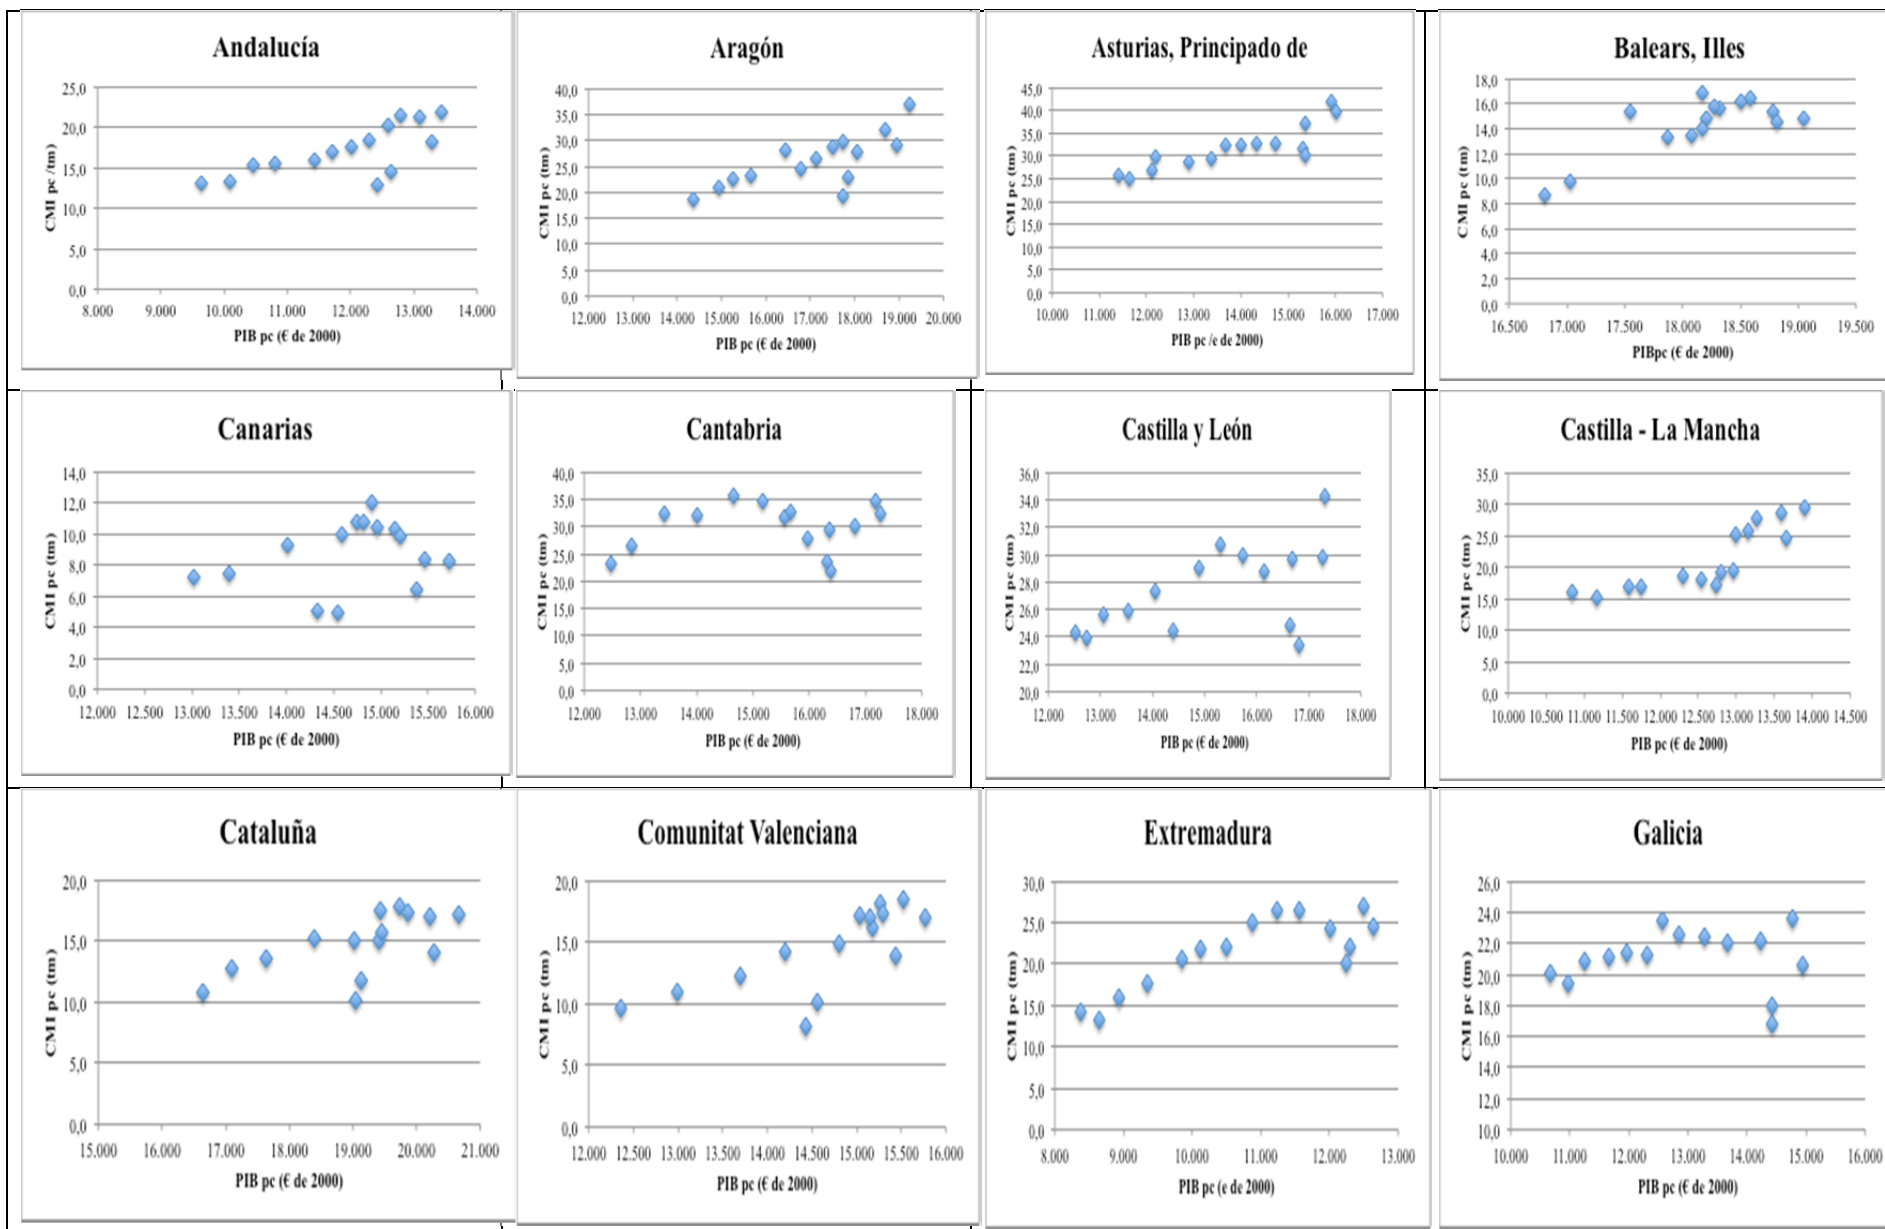 Andalucía
25,0
20,0
15,0
10,0
5,0
0,0
CMI pc /tm)
8.000 9.000 10.000 11.000 12.000 13.000 14.000
PIB pc (€ de 2000)
Aragón
40,0
35,0
30,0
25,0
20,0
15,0
10,0
5,0
0,0
CMI pc (tm)
12.000 13.000 14.000 15.000 16.000 17.000 18.000 19.000 20.000
PIB pc (€ de 2000)
Asturias, Principado de
45,0
40,0
35,0
30,0
25,0
20,0
15,0
10,0
5,0
0,0
CMI pc (tm)
10.000 11.000 12.000 13.000 14.000 15.000 16.000 17.000
PIB pc /e de 2000)
Balears, Illes
18,0
16,0
14,0
12,0
10,0
8,0
6,0
4,0
2,0
0,0
CMI pc (tm)
16.500 17.000 17.500 18.000 18.500 19.000 19.500
PIBpc (€ de 2000)
Canarias
14,0
12,0
10,0
8,0
6,0
4,0
2,0
0,0
CMI pc (tm)
12.000 12.500 13.000 13.500 14.000 14.500 15.000 15.500 16.000
PIB pc (€ de 2000)
Cantabria
40,0
35,0
30,0
25,0
20,0
15,0
10,0
5,0
0,0
CMI pc (tm)
12.000 13.000 14.000 15.000 16.000 17.000 18.000
PIB pc (€ de 2000)
Castilla y León
36,0
34,0
32,0
30,0
28,0
26,0
24,0
22,0
20,0
CMI pc (tm)
12.000 13.000 14.000 15.000 16.000 17.000 18.000
PIB pc (€ de 2000)
Castilla - La Mancha
35,0
30,0
25,0
20,0
15,0
10,0
5,0
0,0
CMI pc (tm)
10.000 10.500 11.000 11.500 12.000 12.500 13.000 13.500 14.000 14.500
PIB pc (€ de 2000)
Cataluña
20,0
15,0
10,0
5,0
0,0
CMI pc (tm)
15.000 16.000 17.000 18.000 19.000 20.000 21.000
PIB pc (€ de 2000)
Comunitat Valenciana
20,0
15,0
10,0
5,0
0,0
CMI pc (tm)
12.000 12.500 13.000 13.500 14.000 14.500 15.000 15.500 16.000
PIB pc (€ de 2000)
Extremadura
30,0
25,0
20,0
15,0
10,0
5,0
0,0
CMI pc (tm)
8.000 9.000 10.000 11.000 12.000 13.000
PIB pc (e de 2000)
Galicia
26,0
24,0
22,0
20,0
18,0
16,0
14,0
12,0
10,0
CMI pc (tm)
10.000 11.000 12.000 13.000 14.000 15.000 16.000
PIB pc (€ de 2000)